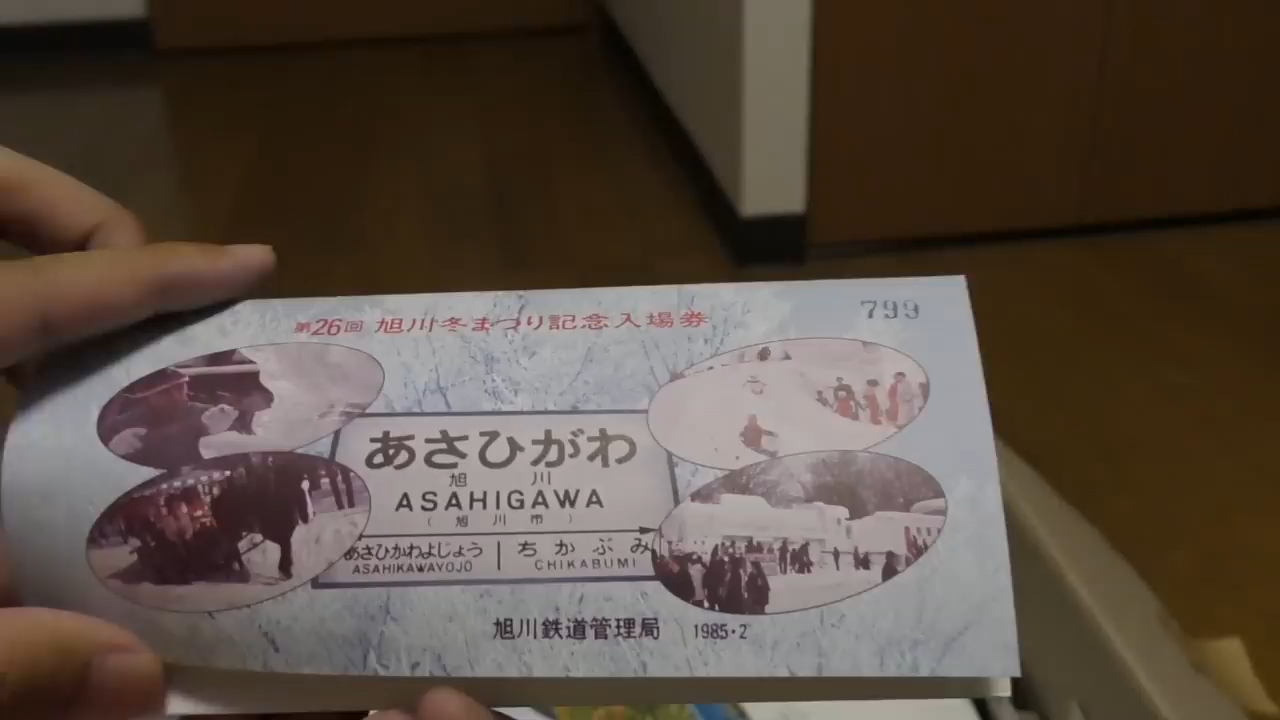 第26回 旭川冬まつり記念入場券
799
あさひがわ
旭川
ASAHIGAWA
(旭川市)
あさひかわよじょう ちかぶみ
ASAHIKAWAYOJO CHIKABUMI
旭川鉄道管理局 1985・2